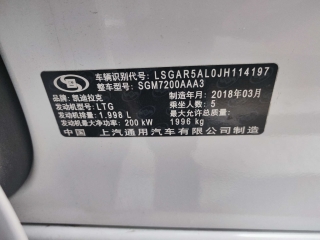 车辆识别代号: LSGAR5AL0JH114197
整车型号: SGM7200AAA3
品牌: 凯迪拉克 制造年月: 2018年03月
发动机型号: LTG 乘坐人数: 5
发动机排量: 1.998 L 最大允许总质量:
发动机最大净功率: 200 kW 1996 kg
中国 上汽通用汽车有限公司制造